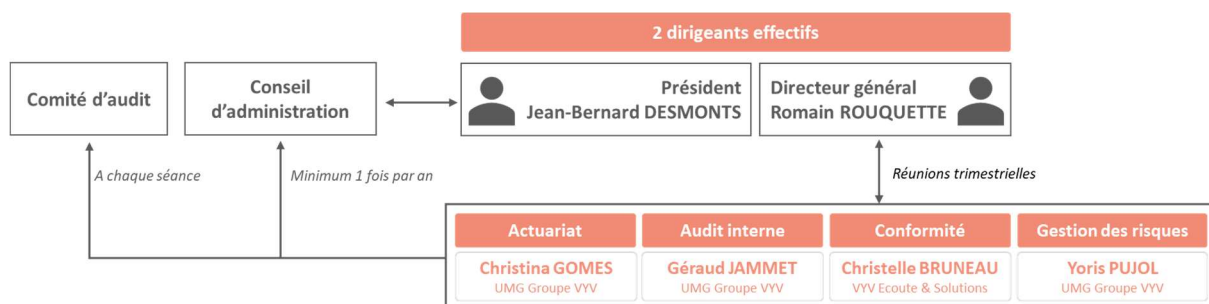 2 dirigeants effectifs
Comité d'audit
Conseil
d'administration
Président
Jean-Bernard DESMONTS
Directeur général
Romain ROUQUETTE
A chaque séance
Minimum 1 fois par an
Réunions trimestrielles
Actuariat
Audit interne
Conformité
Gestion des risques
Christina GOMES
UMG Groupe VYV
Géraud JAMMET
UMG Groupe VYV
Christelle BRUNEAU
VYV Ecoute & Solutions
Yoris PUJOL
UMG Groupe VYV